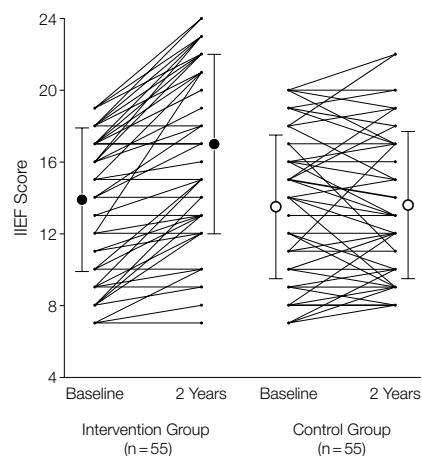 24
20
16
12
8
4
IIEF Score
Baseline
2 Years
Baseline
2 Years
Intervention Group
(n=55)
Control Group
(n=55)